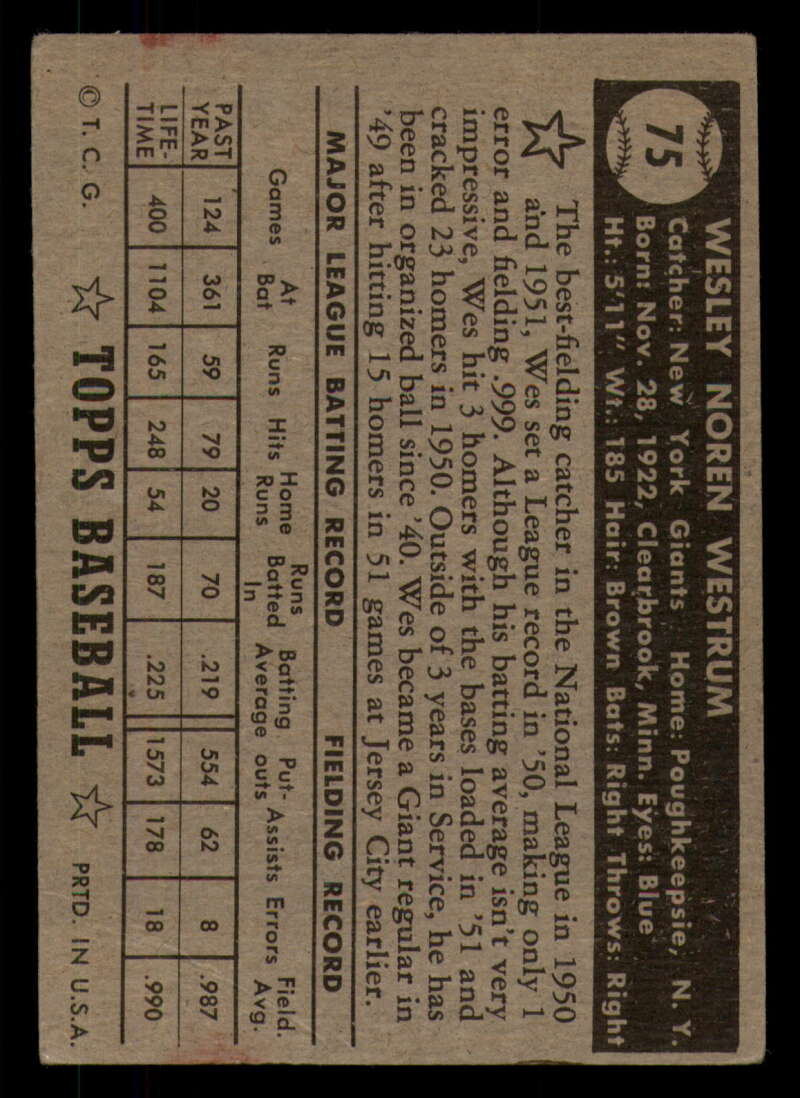 75
WESLEY NOREN WESTRUM
Catcher: New York Giants Home: Poughkeepsie, N. Y.
Born: Nov. 28, 1922, Clearbrook, Minn. Eyes: Blue
Ht.: 5'11" Wt.: 185 Hair: Brown Bats: Right Throws: Right
The best-fielding catcher in the National League in 1950
and 1951, Wes set a League record in '50, making only 1
error and fielding .999. Although his batting average isn't very
impressive, Wes hit 3 homers with the bases loaded in '51 and
cracked 23 homers in 1950. Outside of 3 years in Service, he has
been in organized ball since '40. Wes became a Giant regular in
'49 after hitting 15 homers in 51 games at Jersey City earlier.
MAJOR LEAGUE BATTING RECORD FIELDING RECORD
Games At Bat Runs Hits Home Runs Runs Batted In Batting Average Put-outs Assists Errors Field. Avg.
PAST YEAR 124 361 59 79 20 70 .219 554 62 8 .987
LIFE-TIME 400 1104 165 248 54 187 .225 1573 178 18 .990
© T. C. G. TOPPS BASEBALL PRTD. IN U.S.A.